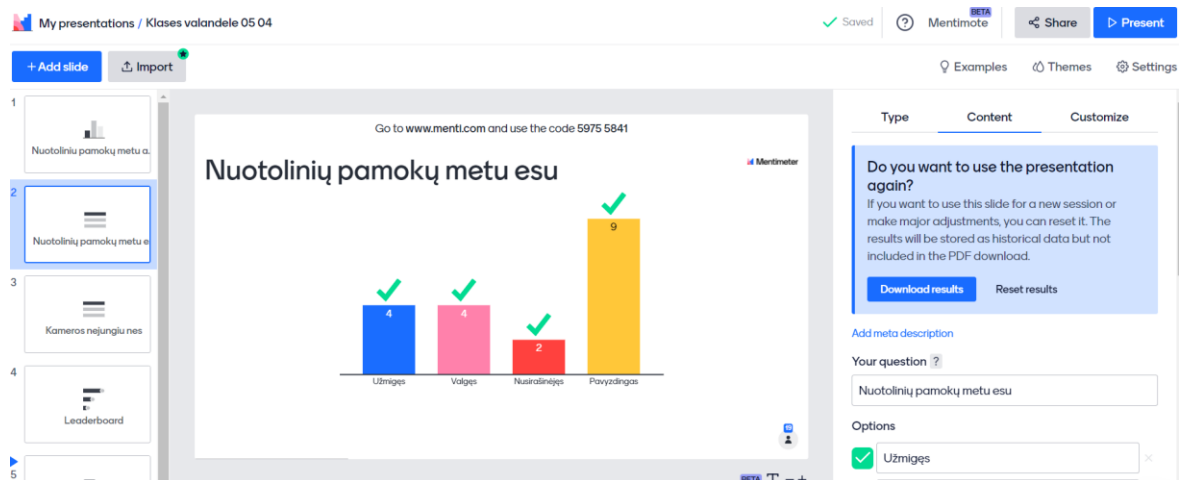 My presentations / Klases valandele 05 04
Saved
?
BETA
Mentimote
Share
Present
+ Add slide
Import
Examples
Themes
Settings
1
Nuotoliniu pamokų metu a.
2
Nuotolinių pamokų metu e
3
Kameros nejungiu nes
4
Leaderboard
5
Go to www.menti.com and use the code 5975 5841
Nuotolinių pamokų metu esu
Mentimeter
4
4
2
9
Užmigęs
Valgęs
Nusirašinėjęs
Pavyzdingas
BETA
T − +
Type
Content
Customize
Do you want to use the presentation
again?
If you want to use this slide for a new session or
make major adjustments, you can reset it. The
results will be stored as historical data but not
included in the PDF download.
Download results
Reset results
Add meta description
Your question ?
Nuotolinių pamokų metu esu
Options
Užmigęs